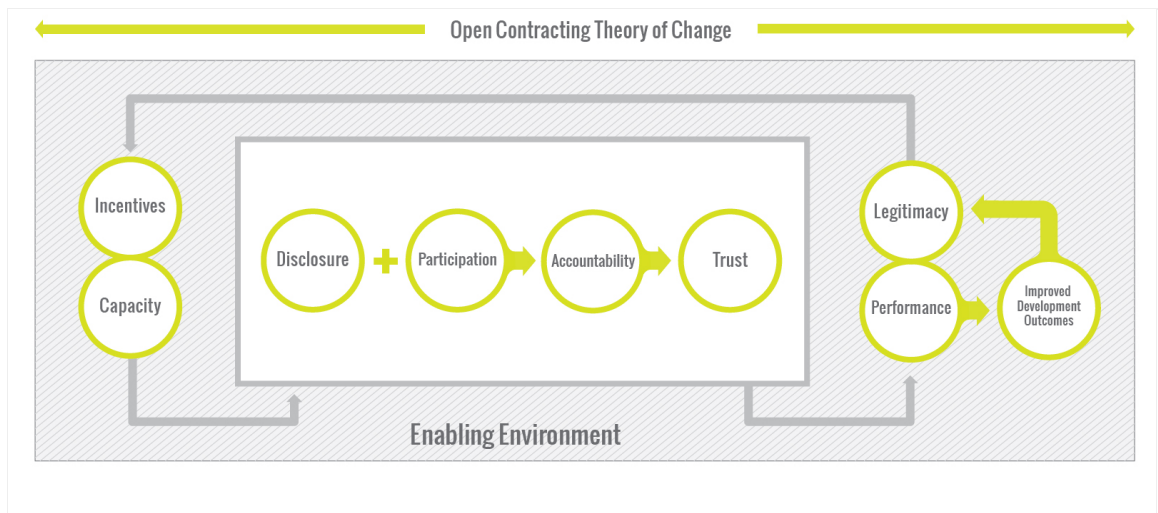 Open Contracting Theory of Change
Incentives
Capacity
Disclosure
Participation
Accountability
Trust
Legitimacy
Performance
Improved
Development
Outcomes
Enabling Environment